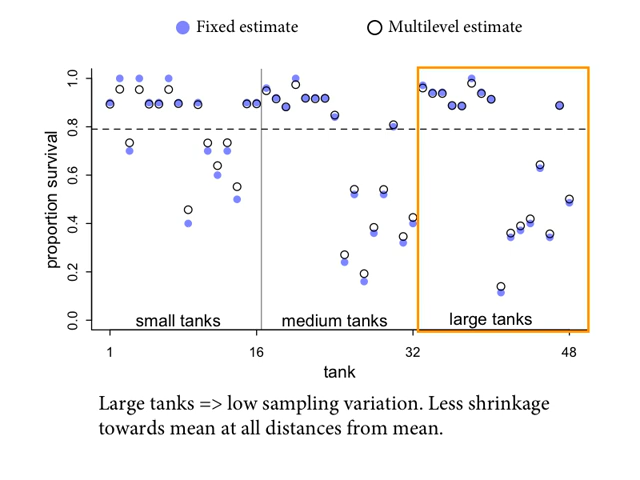 Fixed estimate
Multilevel estimate
proportion survival
1.0
0.8
0.6
0.4
0.2
0.0
small tanks
medium tanks
large tanks
1
16
32
48
tank
Large tanks => low sampling variation. Less shrinkage
towards mean at all distances from mean.